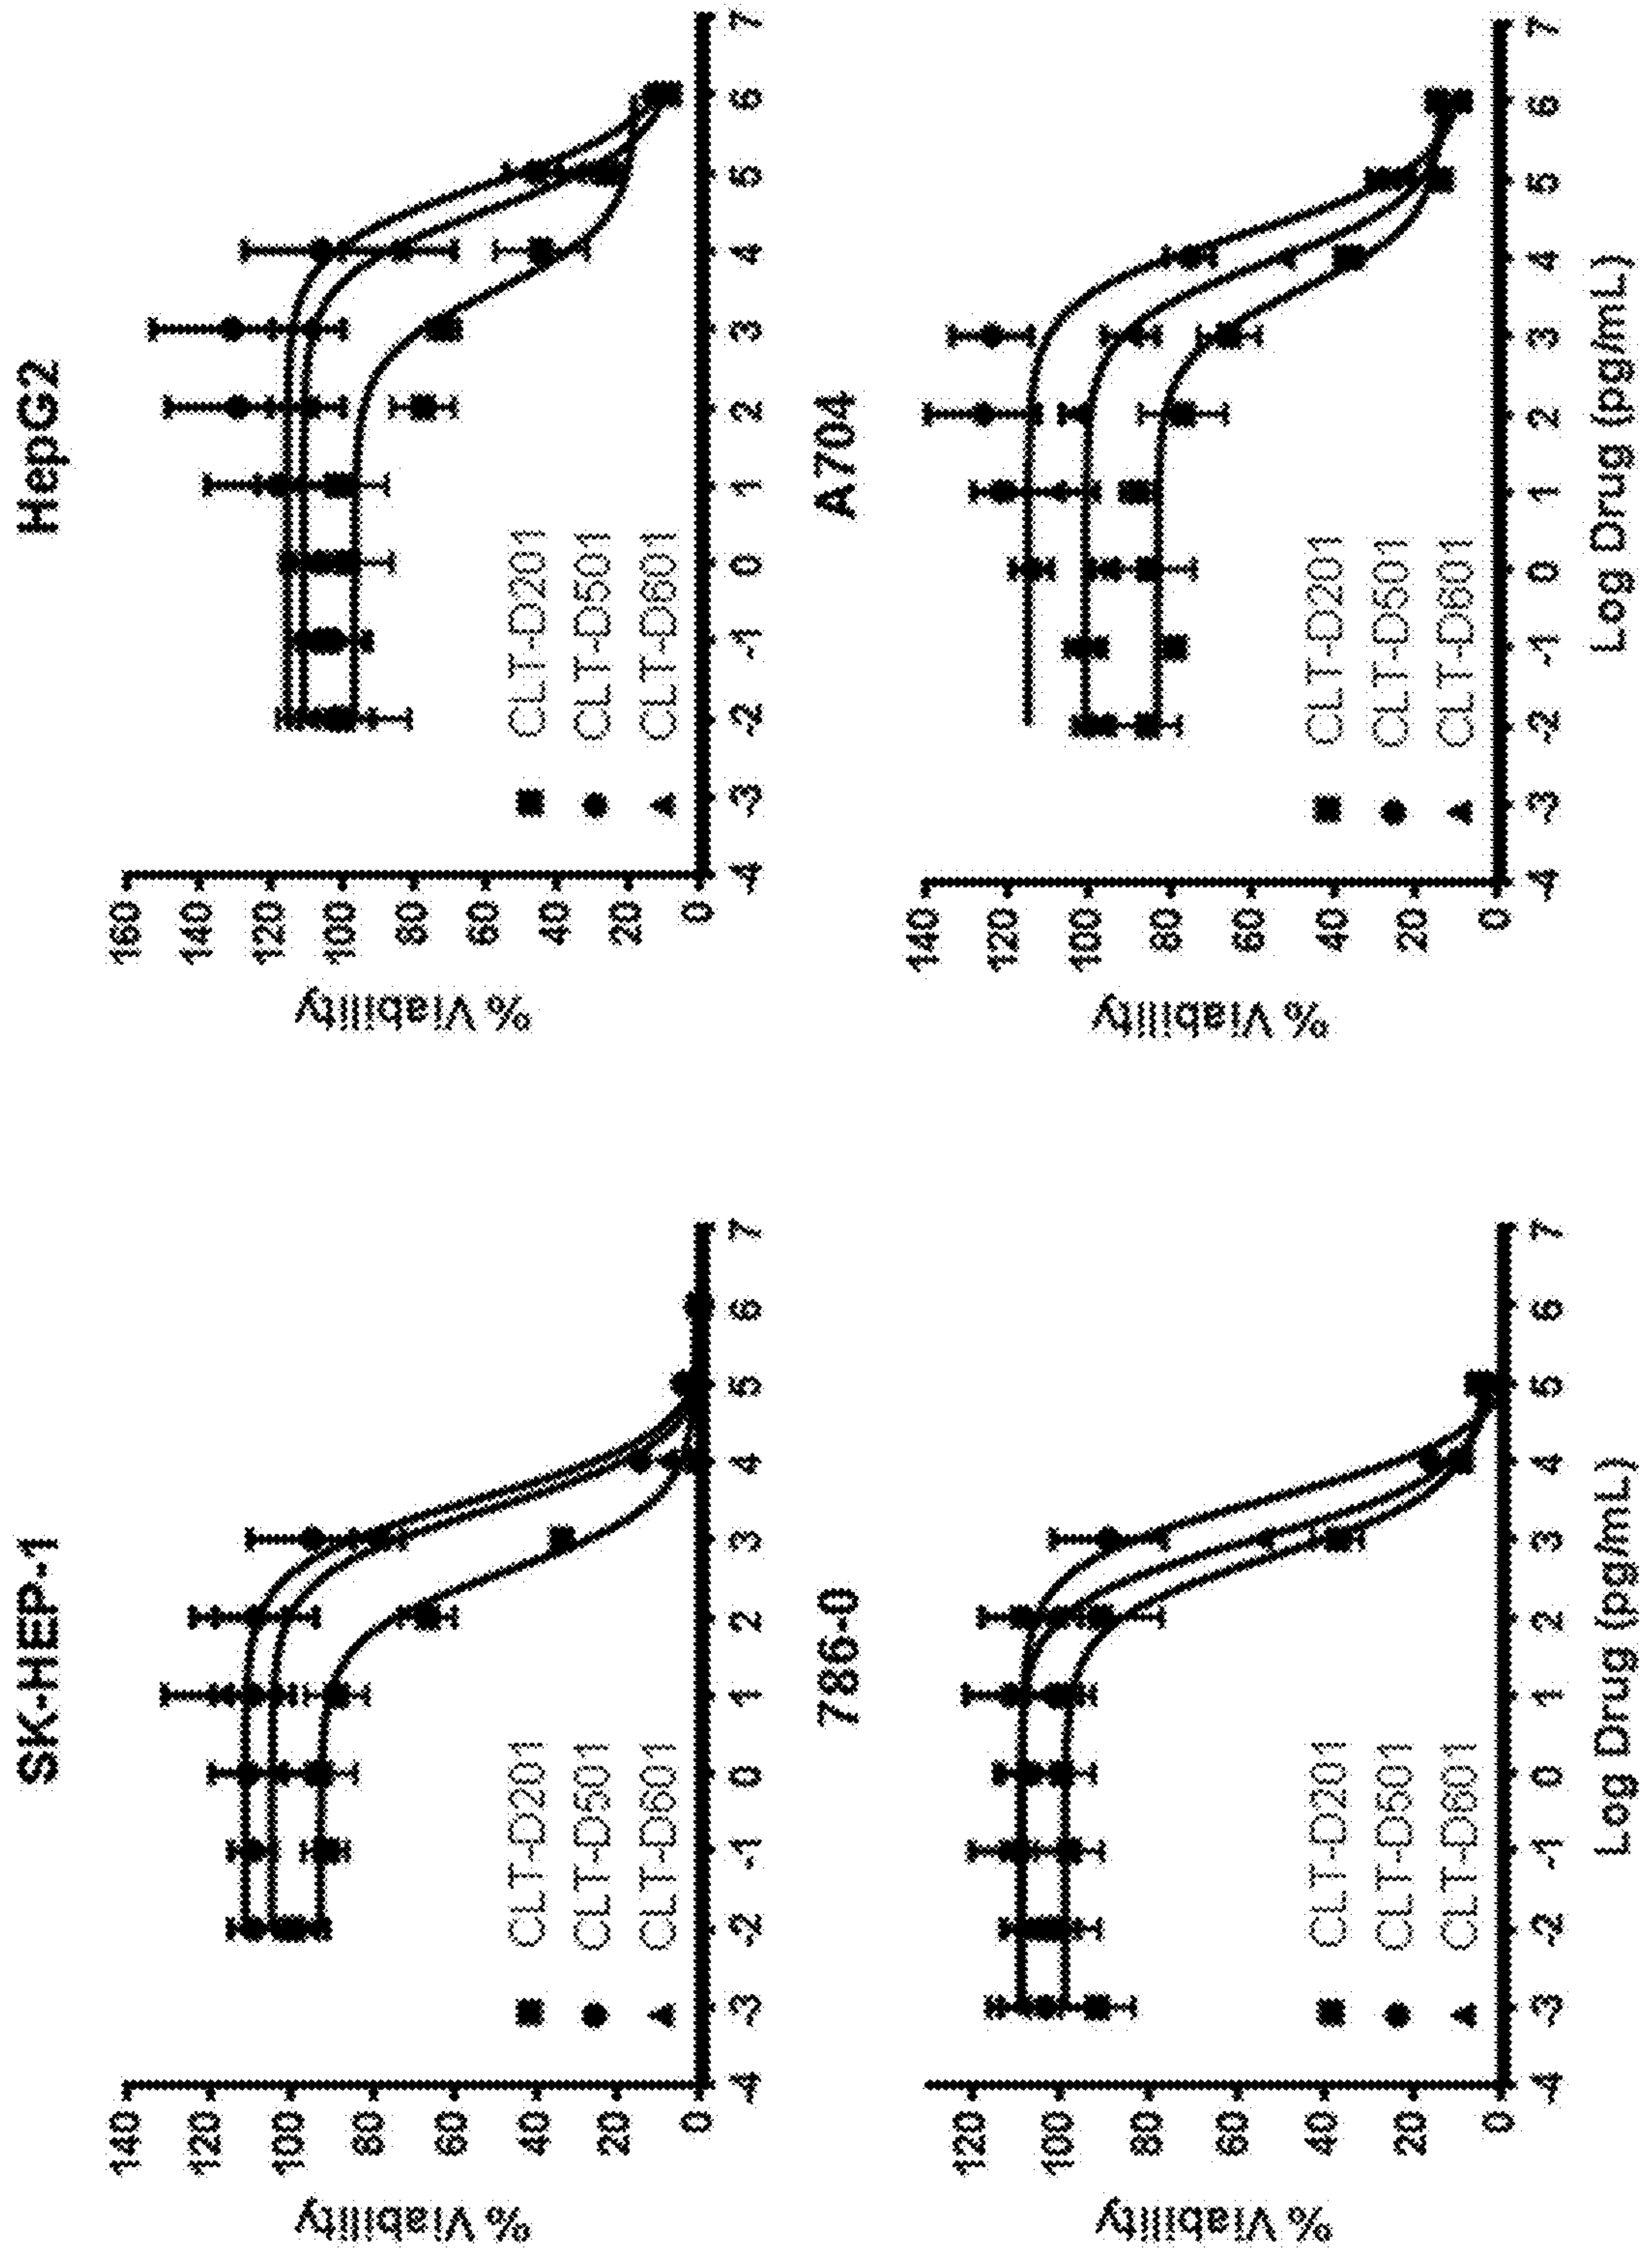 SK-HEP-1
% Viability
140
120
100
80
60
40
20
0
CLT-D201
CLT-D501
CLT-D601
-4 -3 -2 -1 0 1 2 3 4 5 6 7
HepG2
% Viability
160
140
120
100
80
60
40
20
0
CLT-D201
CLT-D501
CLT-D601
-4 -3 -2 -1 0 1 2 3 4 5 6 7
786-0
% Viability
120
100
80
60
40
20
0
CLT-D201
CLT-D501
CLT-D601
-4 -3 -2 -1 0 1 2 3 4 5 6 7
Log Drug (pg/mL)
A704
% Viability
140
120
100
80
60
40
20
0
CLT-D201
CLT-D501
CLT-D601
-4 -3 -2 -1 0 1 2 3 4 5 6 7
Log Drug (pg/mL)